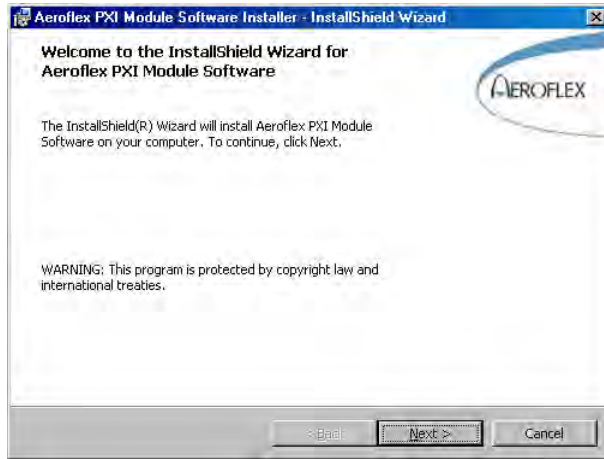 Aeroflex PXI Module Software Installer - InstallShield Wizard
Welcome to the InstallShield Wizard for
Aeroflex PXI Module Software
AEROFLEX
The InstallShield(R) Wizard will install Aeroflex PXI Module
Software on your computer. To continue, click Next.
WARNING: This program is protected by copyright law and
international treaties.
< Back
Next >
Cancel